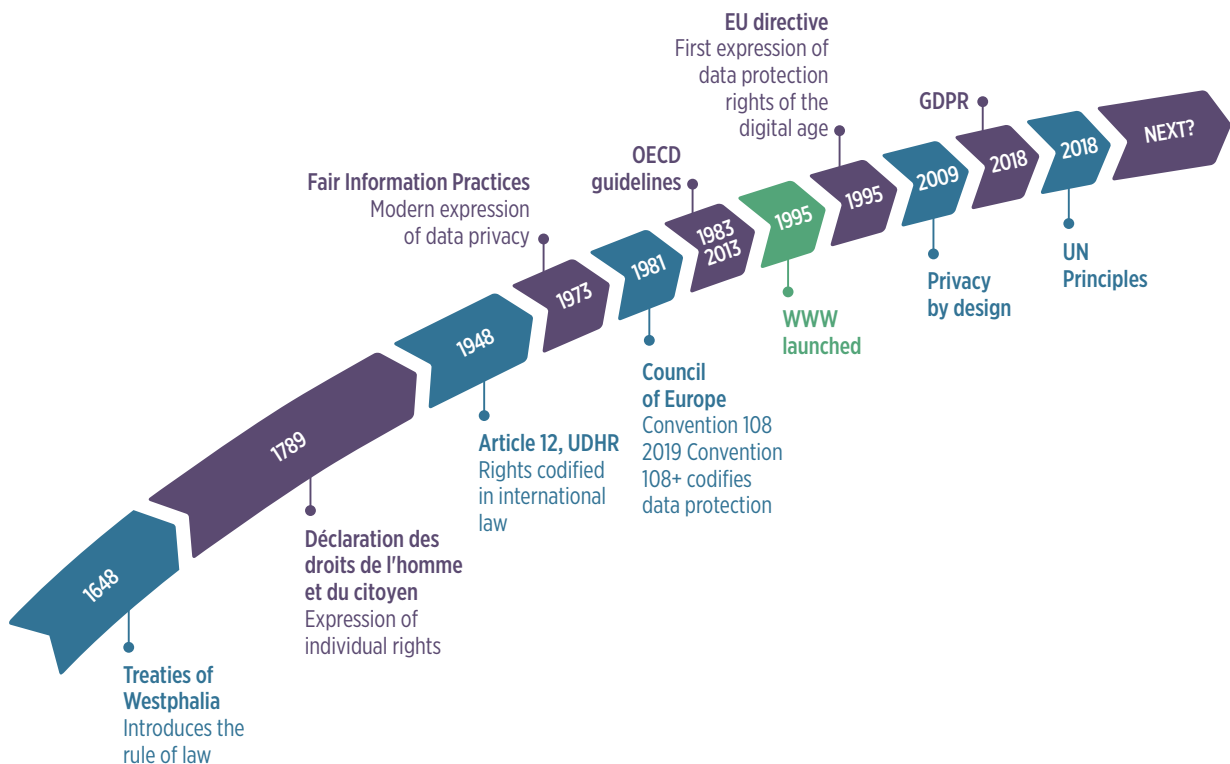 1648
Treaties of
Westphalia
Introduces the
rule of law
1789
Déclaration des
droits de l'homme
et du citoyen
Expression of
individual rights
1948
Article 12, UDHR
Rights codified
in international
law
Fair Information Practices
Modern expression
of data privacy
1973
1981
Council
of Europe
Convention 108
2019 Convention
108+ codifies
data protection
OECD
guidelines
1983
2013
1995
WWW
launched
EU directive
First expression of
data protection
rights of the
digital age
1995
2009
Privacy
by design
GDPR
2018
2018
UN
Principles
NEXT?